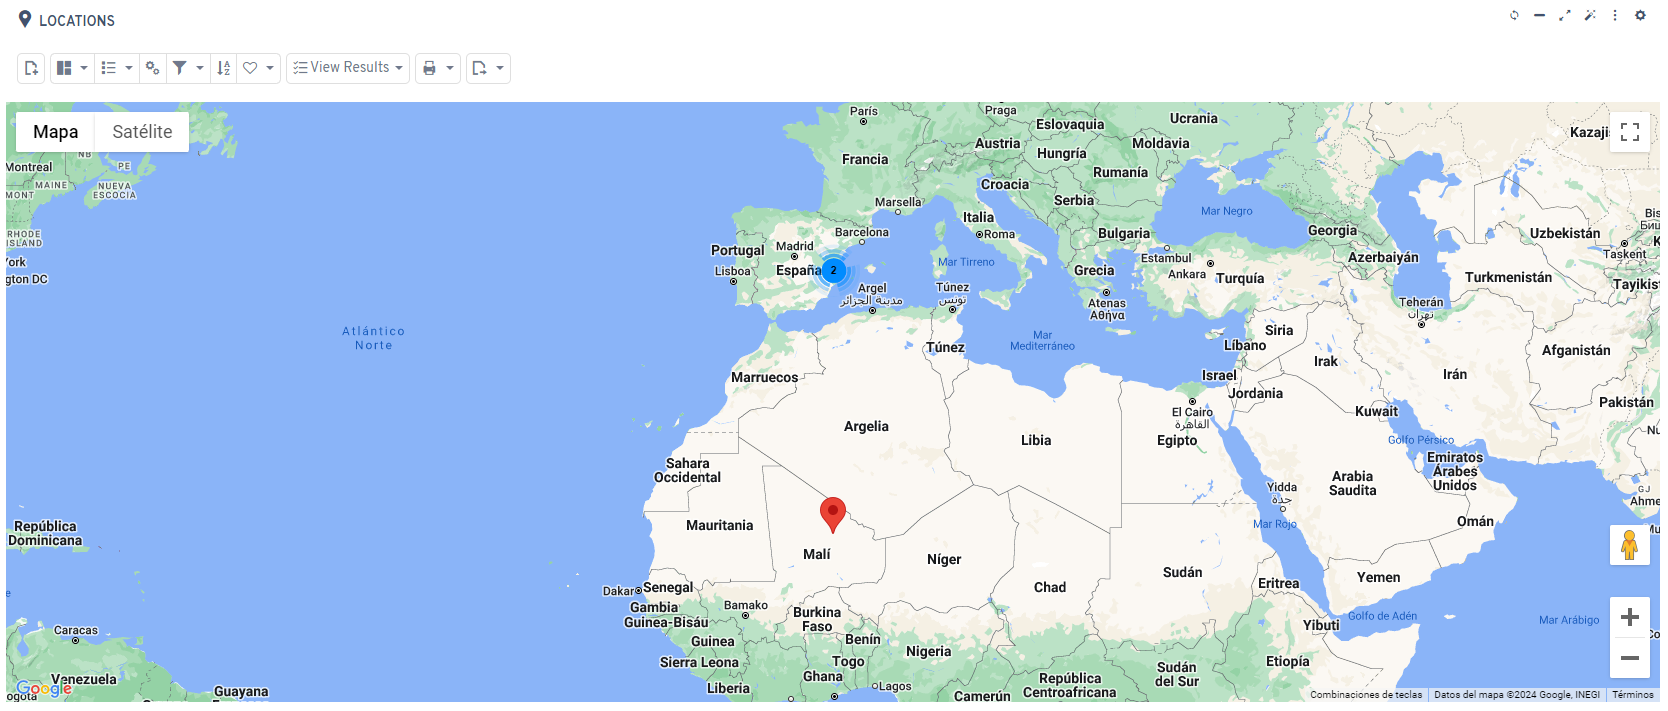 LOCATIONS
View Results
Mapa
Satélite
París
Praga
Eslovaquia
Ucrania
Kazaji
Austria
Hungría
Moldavia
Francia
Rumanía
Croacia
Serbia
Marsella
Italia
Mar Negro
Barcelona
Roma
Bulgaria
Georgia
Uzbekistán
Portugal
Madrid
Estambul
Azerbaiyán
Taskent
Lisboa
España
2
Mar Tirreno
Grecia
Ankara
Turquía
Turkmenistán
Tayikist
Argel
مدينة الجزائر
Túnez
تونس
Atenas
Αθήνα
Teherán
تهران
NB
PE
Montreal
MAINE
NUEVA
ESCOCIA
MONT
RHODE
ISLAND
York
gton DC
Atlántico
Norte
Mar
Mediterráneo
Siria
Líbano
Túnez
Irak
Afganistán
Marruecos
Israel
Jordania
Irán
Pakistán
Kuwait
El Cairo
القاهرة
Egipto
Golfo Pérsico
Argelia
Libia
Emiratos
Árabes
Unidos
Sahara
Occidental
Arabia
Saudita
Yidda
جدة
GJ
Ahme
Mar Rojo
Omán
República
Dominicana
Mauritania
Malí
Níger
Chad
Sudán
Eritrea
Yemen
Dakar
Senegal
Gambia
Guinea-Bisáu
Bamako
Burkina
Faso
Golfo de Adén
Yibuti
Mar Arábigo
Caracas
Guinea
Benín
Nigeria
Sierra Leona
Togo
Etiopía
Sudán
del Sur
Venezuela
Ghana
Liberia
Lagos
República
Centroafricana
Camerún
Guayana
ogotá
Google
Combinaciones de teclas
Datos del mapa ©2024 Google, INEGI
Términos